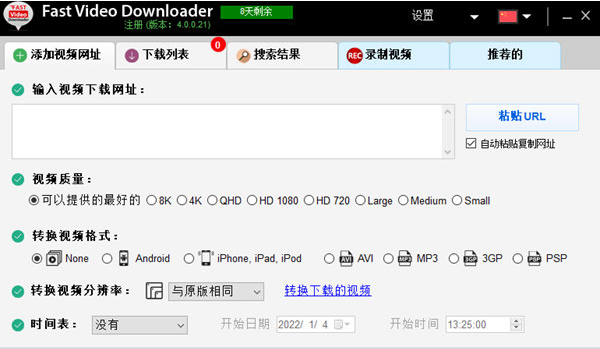 FAST VIDEO Fast Video Downloader 8天剩余 设置
注册 (版本: 4.0.0.21)
添加视频网址 下载列表 0 搜索结果 REC 录制视频 推荐的
输入视频下载网址：
粘贴 URL
自动粘贴复制网址
视频质量：
可以提供的最好的 8K 4K QHD HD 1080 HD 720 Large Medium Small
转换视频格式：
None Android iPhone, iPad, iPod AVI AVI MP3 MP3 3GP 3GP PSP PSP
转换视频分辨率： 与原版相同 转换下载的视频
时间表： 没有 开始日期 2022/ 1/ 4 开始时间 13:25:00